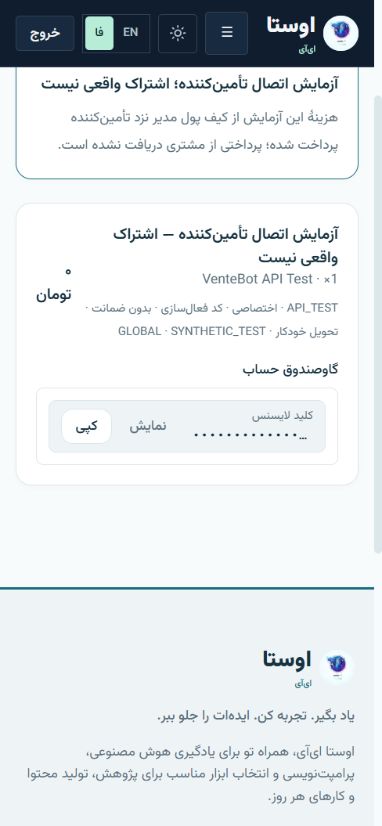 اوستا
ای‌آی
☰
EN
فا
خروج
آزمایش اتصال تأمین‌کننده؛ اشتراک واقعی نیست
هزینهٔ این آزمایش از کیف پول مدیر نزد تأمین‌کننده
پرداخت شده؛ پرداختی از مشتری دریافت نشده است.
آزمایش اتصال تأمین‌کننده — اشتراک
واقعی نیست
VenteBot API Test · ×1
۰
تومان
API_TEST · اختصاصی · کد فعال‌سازی · بدون ضمانت ·
تحویل خودکار · GLOBAL · SYNTHETIC_TEST
گاوصندوق حساب
کلید لایسنس
•••••••••••••…
نمایش
کپی
اوستا
ای‌آی
یاد بگیر. تجربه کن. ایده‌ات را جلو ببر.
اوستا ای‌آی، همراه تو برای یادگیری هوش مصنوعی،
پرامپت‌نویسی و انتخاب ابزار مناسب برای پژوهش، تولید محتوا
و کارهای هر روز.